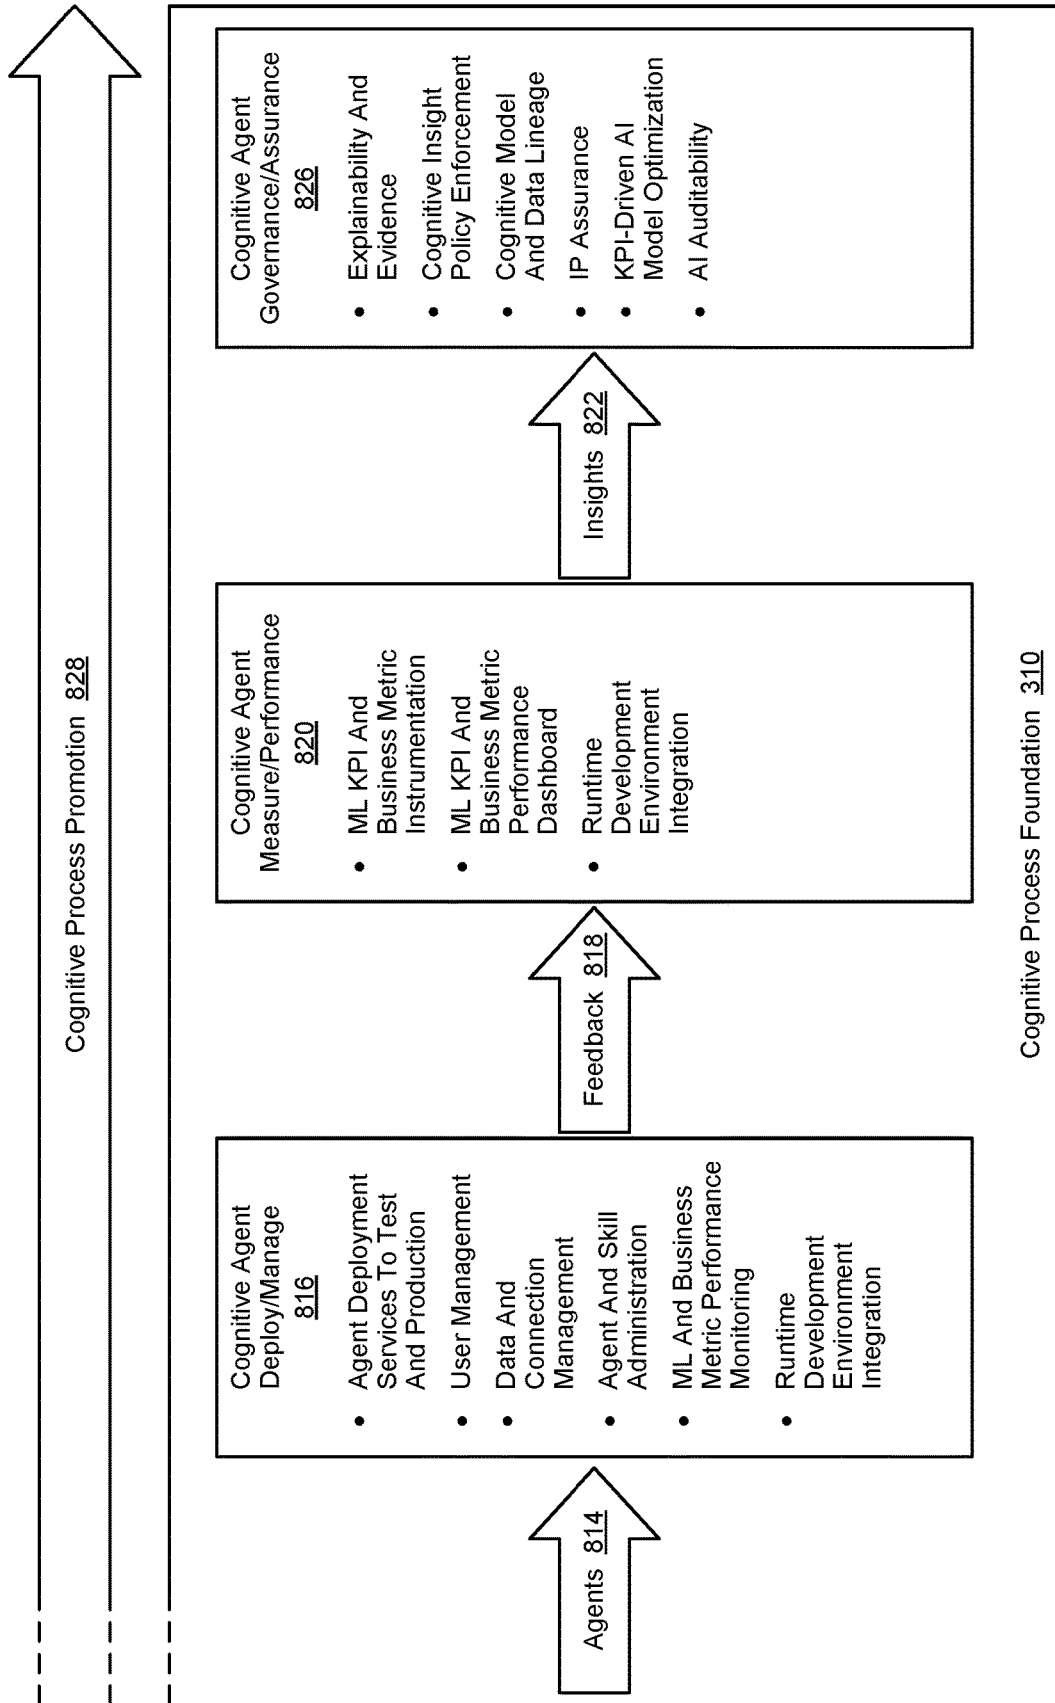 Cognitive Process Promotion 828
Agents 814
Cognitive Agent
Deploy/Manage
816
• Agent Deployment
Services To Test
And Production
• User Management
• Data And
Connection
Management
• Agent And Skill
Administration
• ML And Business
Metric Performance
Monitoring
• Runtime
Development
Environment
Integration
Feedback 818
Cognitive Agent
Measure/Performance
820
• ML KPI And
Business Metric
Instrumentation
• ML KPI And
Business Metric
Performance
Dashboard
• Runtime
Development
Environment
Integration
Insights 822
Cognitive Agent
Governance/Assurance
826
• Explainability And
Evidence
• Cognitive Insight
Policy Enforcement
• Cognitive Model
And Data Lineage
• IP Assurance
• KPI-Driven AI
Model Optimization
• AI Auditability
Cognitive Process Foundation 310